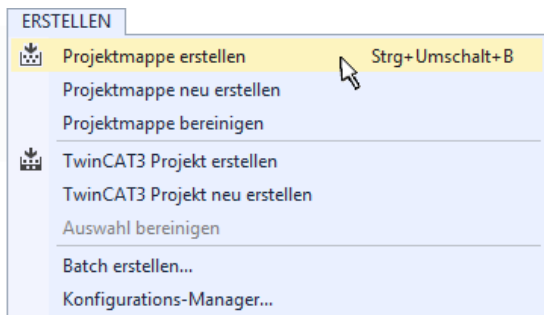 ERSTELLEN
Projektmappe erstellen Strg+Umschalt+B
Projektmappe neu erstellen
Projektmappe bereinigen
TwinCAT3 Projekt erstellen
TwinCAT3 Projekt neu erstellen
Auswahl bereinigen
Batch erstellen...
Konfigurations-Manager...